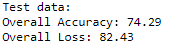 Test data:
Overall Accuracy: 74.29
Overall Loss: 82.43